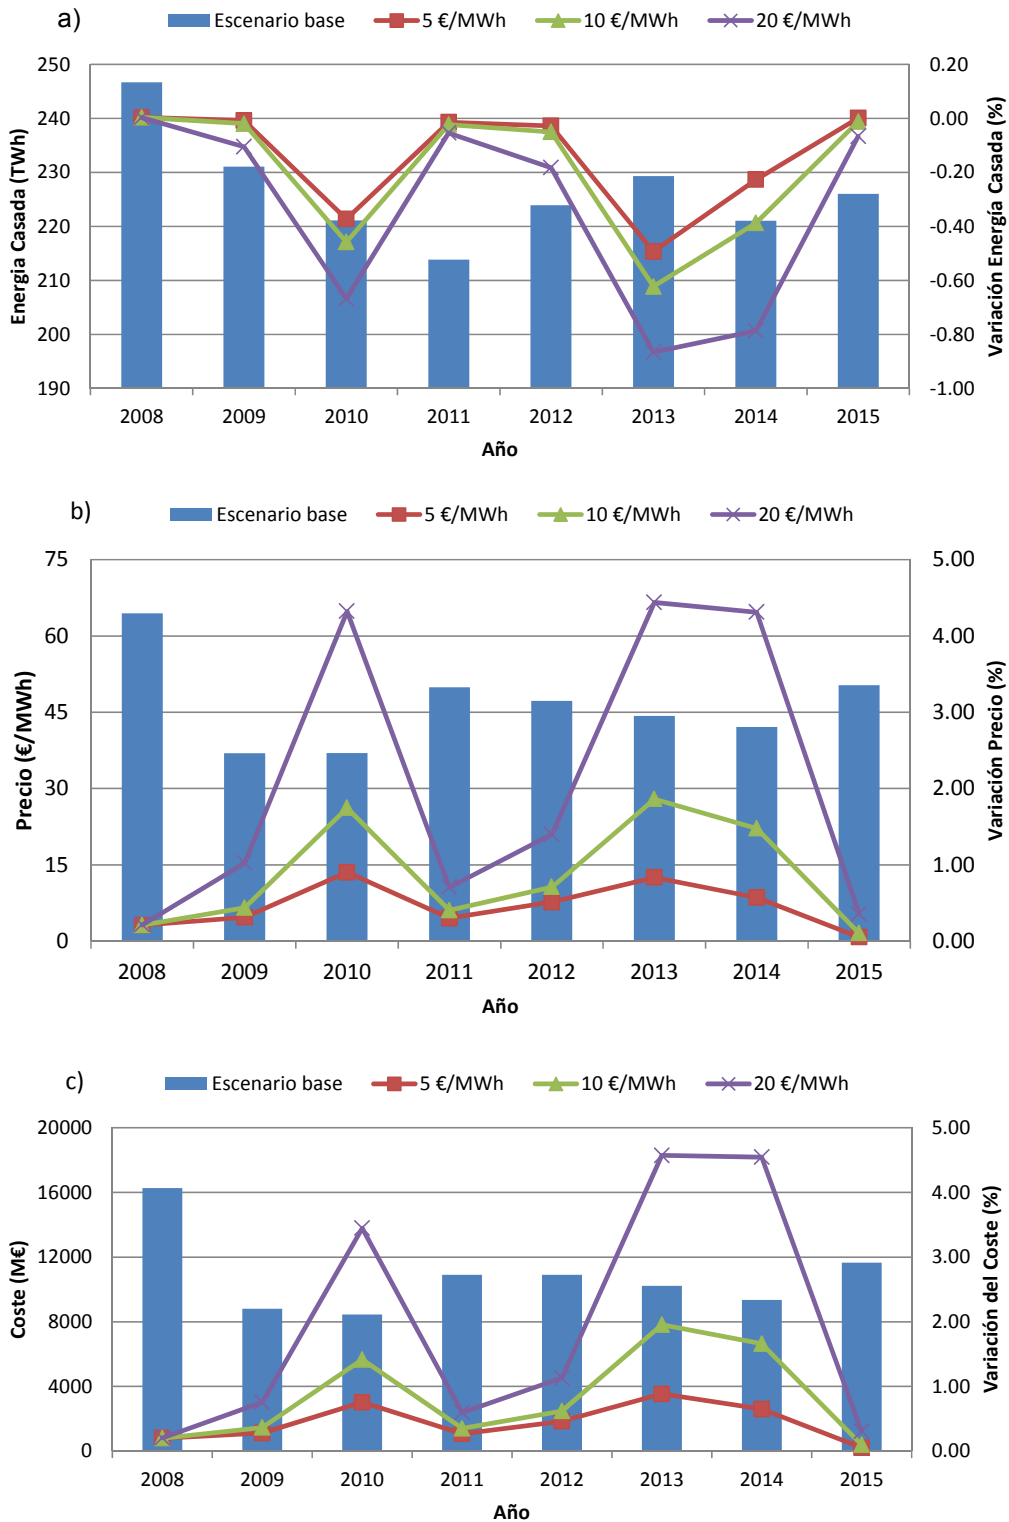 a)
Escenario base 5 €/MWh 10 €/MWh 20 €/MWh
250 0.20
240 0.00
230 -0.20
220 -0.40
210 -0.60
200 -0.80
190 -1.00
Energia Casada (TWh)
Variación Energía Casada (%)
2008 2009 2010 2011 2012 2013 2014 2015
Año
b)
Escenario base 5 €/MWh 10 €/MWh 20 €/MWh
75 5.00
60 4.00
45 3.00
30 2.00
15 1.00
0 0.00
Precio (€/MWh)
Variación Precio (%)
2008 2009 2010 2011 2012 2013 2014 2015
Año
c)
Escenario base 5 €/MWh 10 €/MWh 20 €/MWh
20000 5.00
16000 4.00
12000 3.00
8000 2.00
4000 1.00
0 0.00
Coste (M€)
Variación del Coste (%)
2008 2009 2010 2011 2012 2013 2014 2015
Año